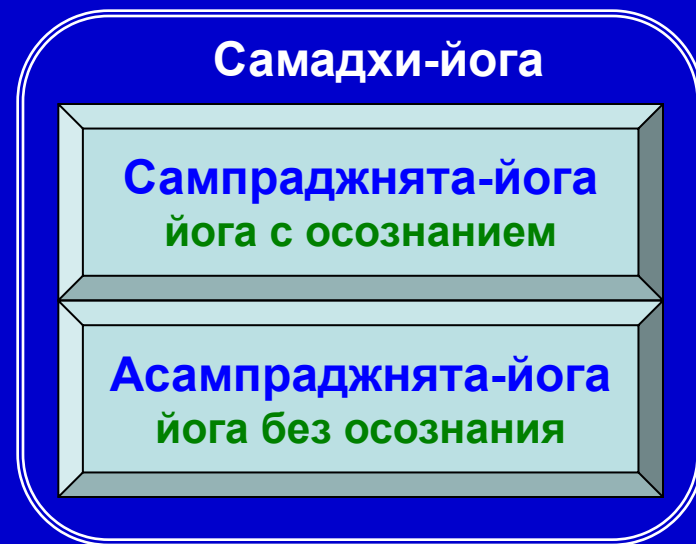 Самадхи-йога
Сампраджнята-йога
йога с осознанием
Асампраджнята-йога
йога без осознания